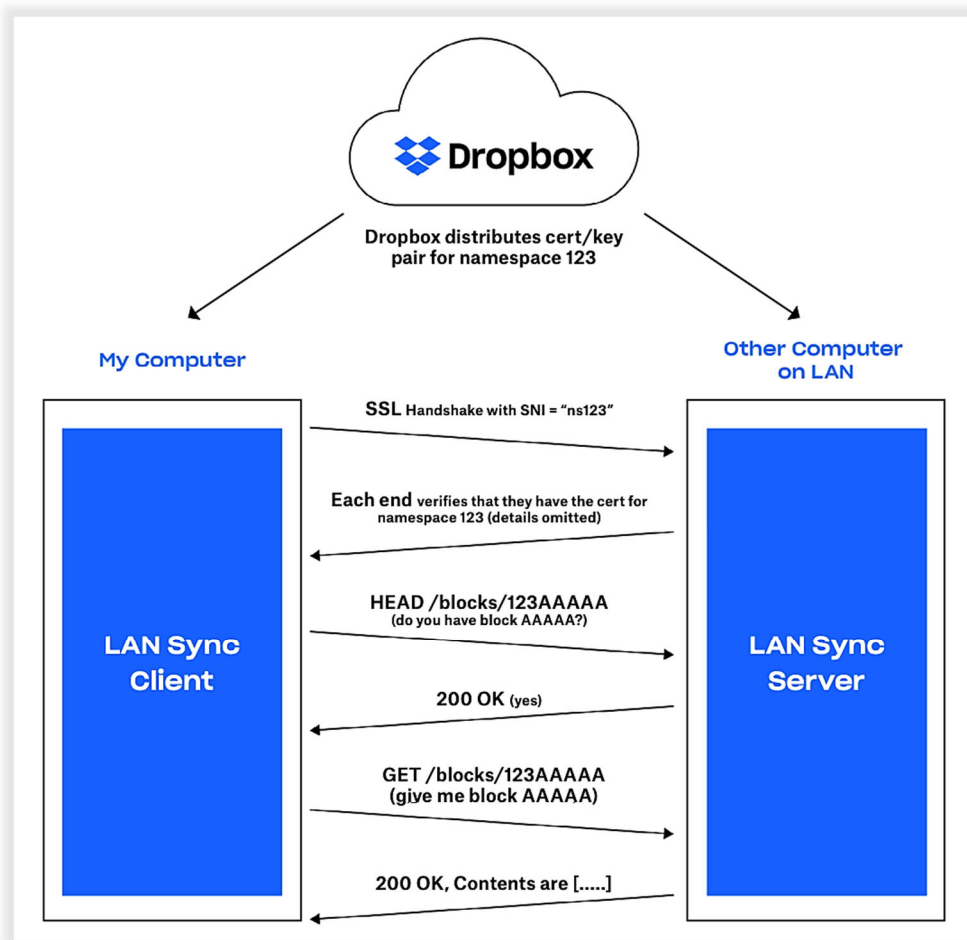 Dropbox
Dropbox distributes cert/key
pair for namespace 123
My Computer
Other Computer
on LAN
SSL Handshake with SNI = “ns123”
Each end verifies that they have the cert for
namespace 123 (details omitted)
HEAD /blocks/123AAAAA
(do you have block AAAAA?)
LAN Sync
Client
LAN Sync
Server
200 OK (yes)
GET /blocks/123AAAAA
(give me block AAAAA)
200 OK, Contents are [.....]